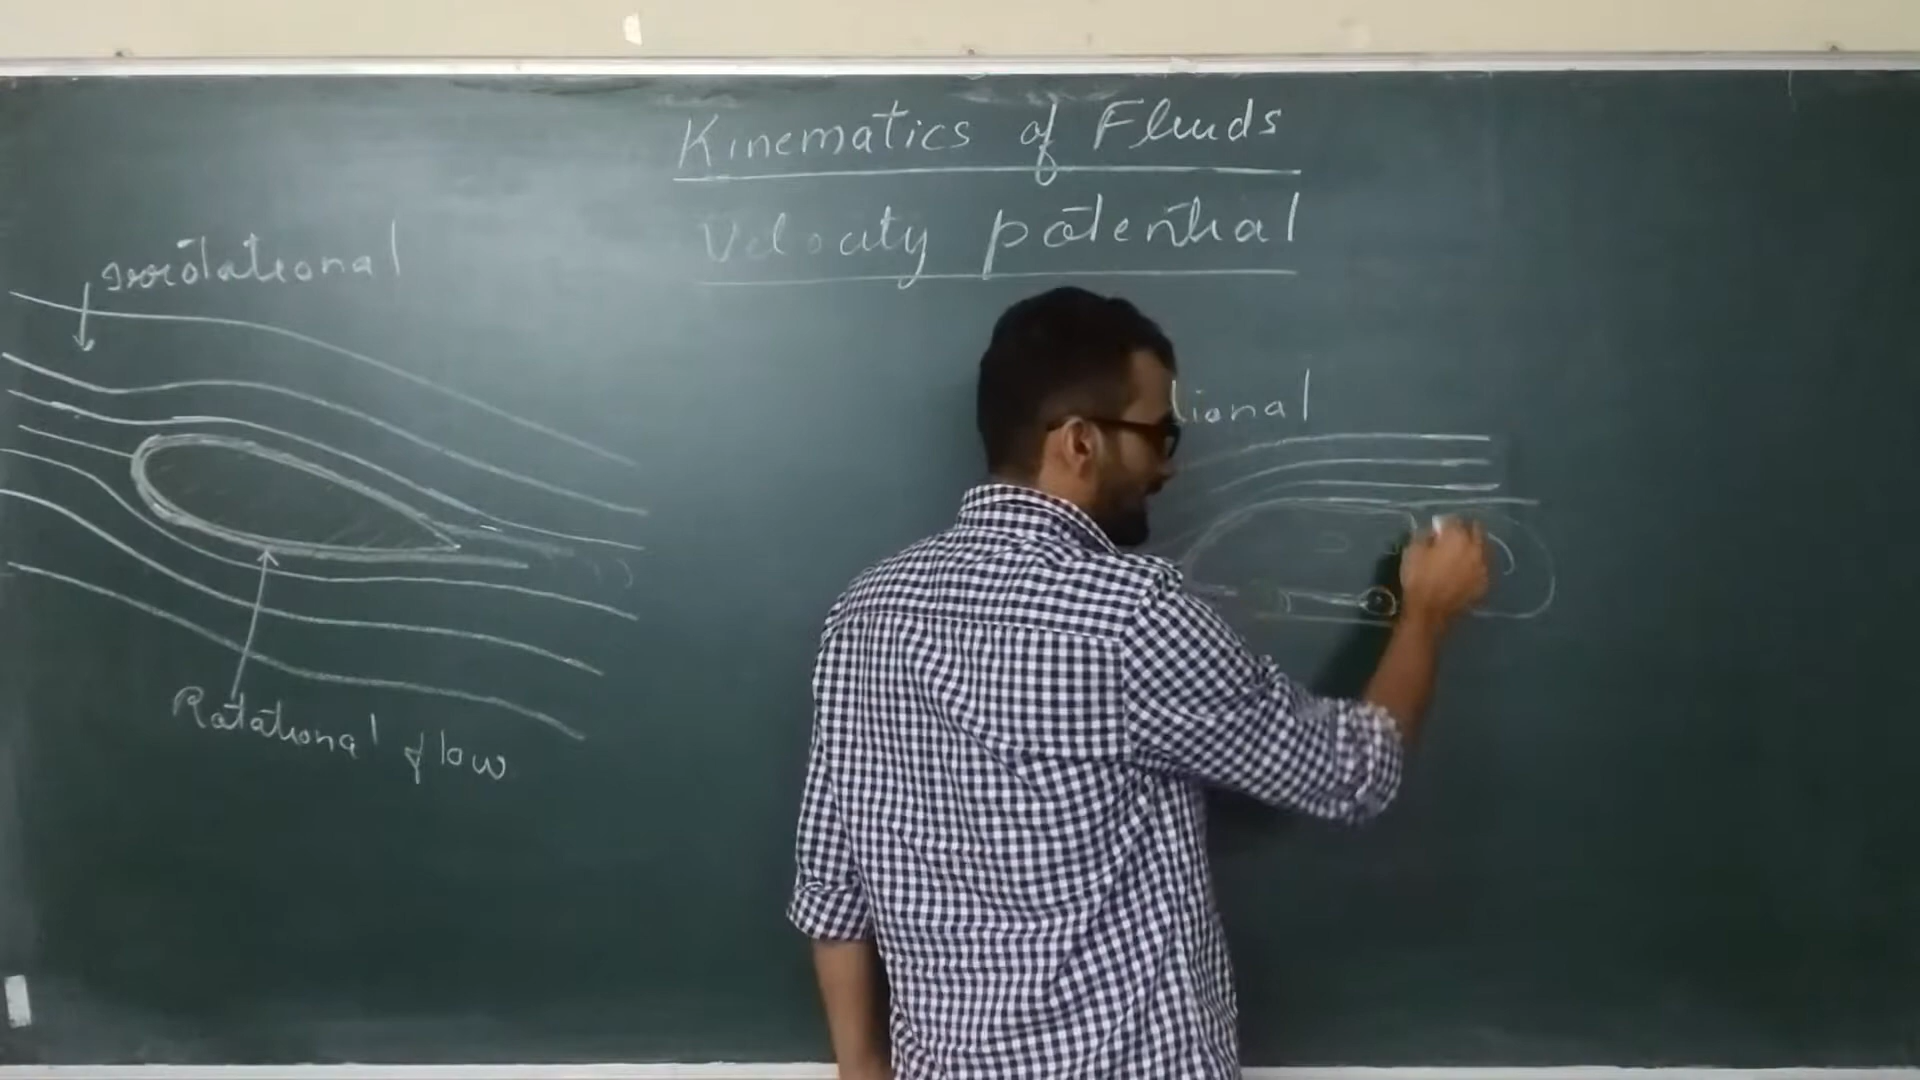 Kinematics of Fluids
Velocity potential
Irrotational
tional
Rotational flow